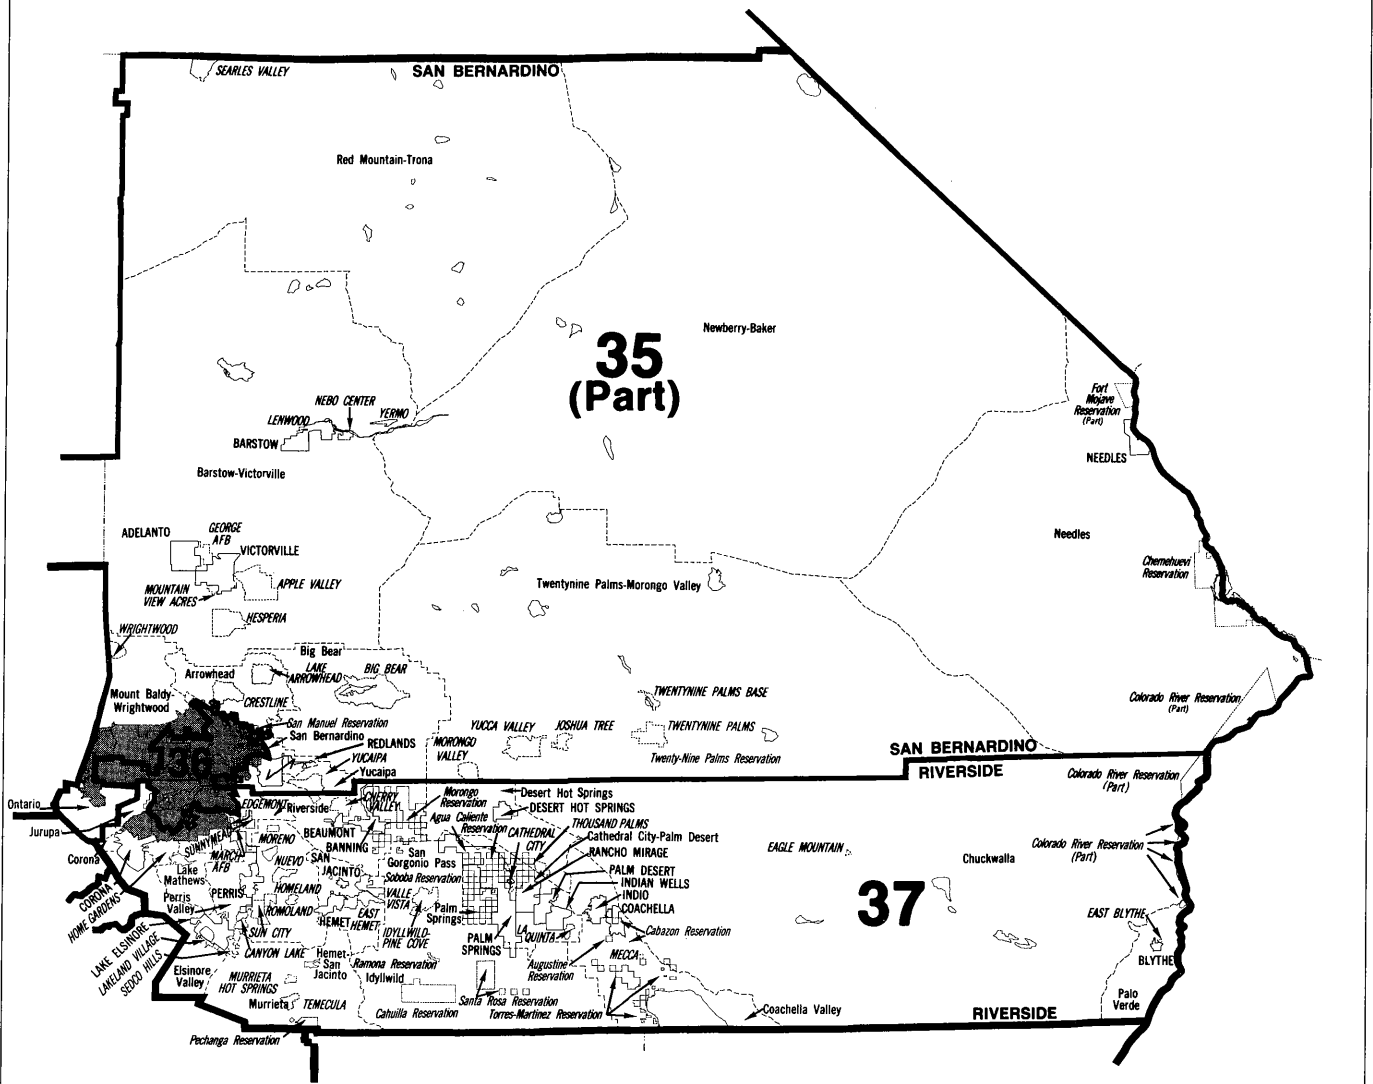 SEARLES VALLEY
SAN BERNARDINO
Red Mountain-Trona
35
(Part)
Newberry-Baker
NEBO CENTER
LENWOOD
YERMO
BARSTOW
Barstow-Victorville
Fort
Mojave
Reservation
(Part)
NEEDLES
Needles
Chemehuevi
Reservation
ADELANTO
GEORGE
AFB
VICTORVILLE
MOUNTAIN
VIEW ACRES
APPLE VALLEY
HESPERIA
Twentynine Palms-Morongo Valley
WRIGHTWOOD
Big Bear
Arrowhead
LAKE
ARROWHEAD
BIG BEAR
Mount Baldy-
Wrightwood
CRESTLINE
San Manuel Reservation
San Bernardino
REDLANDS
YUCAIPA
Yucaipa
MORONGO
VALLEY
YUCCA VALLEY
JOSHUA TREE
TWENTYNINE PALMS BASE
TWENTYNINE PALMS
Twenty-Nine Palms Reservation
Colorado River Reservation
(Part)
SAN BERNARDINO
RIVERSIDE
36
Ontario
Jurupa
Corona
CORONA
HOME GARDENS
EDGEMONT
Riverside
SUNNYMEAD
MORENO
MARCH
AFB
Lake
Mathews
Perris
Valley
PERRIS
NUEVO
HOMELAND
ROMOLAND
SUN CITY
CANYON LAKE
LAKE ELSINORE
LAKELAND VILLAGE
SEDCO HILLS
Elsinore
Valley
MURRIETA
HOT SPRINGS
Murrieta
TEMECULA
Pechanga Reservation
CHERRY
VALLEY
BEAUMONT
BANNING
SAN
JACINTO
HEMET
EAST
HEMET
Hemet-
San
Jacinto
VALLE
VISTA
IDYLLWILD-
PINE COVE
Ramona Reservation
Idyllwild
Cahuilla Reservation
Morongo
Reservation
San
Gorgonio Pass
Soboba Reservation
Agua Caliente
Reservation
Palm
Springs
PALM
SPRINGS
Desert Hot Springs
DESERT HOT SPRINGS
THOUSAND PALMS
CATHEDRAL
CITY
Cathedral City-Palm Desert
RANCHO MIRAGE
PALM DESERT
INDIAN WELLS
INDIO
COACHELLA
LA
QUINTA
Cabazon Reservation
Augustine
Reservation
MECCA
Santa Rosa Reservation
Torres-Martinez Reservation
Coachella Valley
EAGLE MOUNTAIN
Chuckwalla
37
Colorado River Reservation
(Part)
Colorado River Reservation
(Part)
EAST BLYTHE
BLYTHE
Palo
Verde
RIVERSIDE